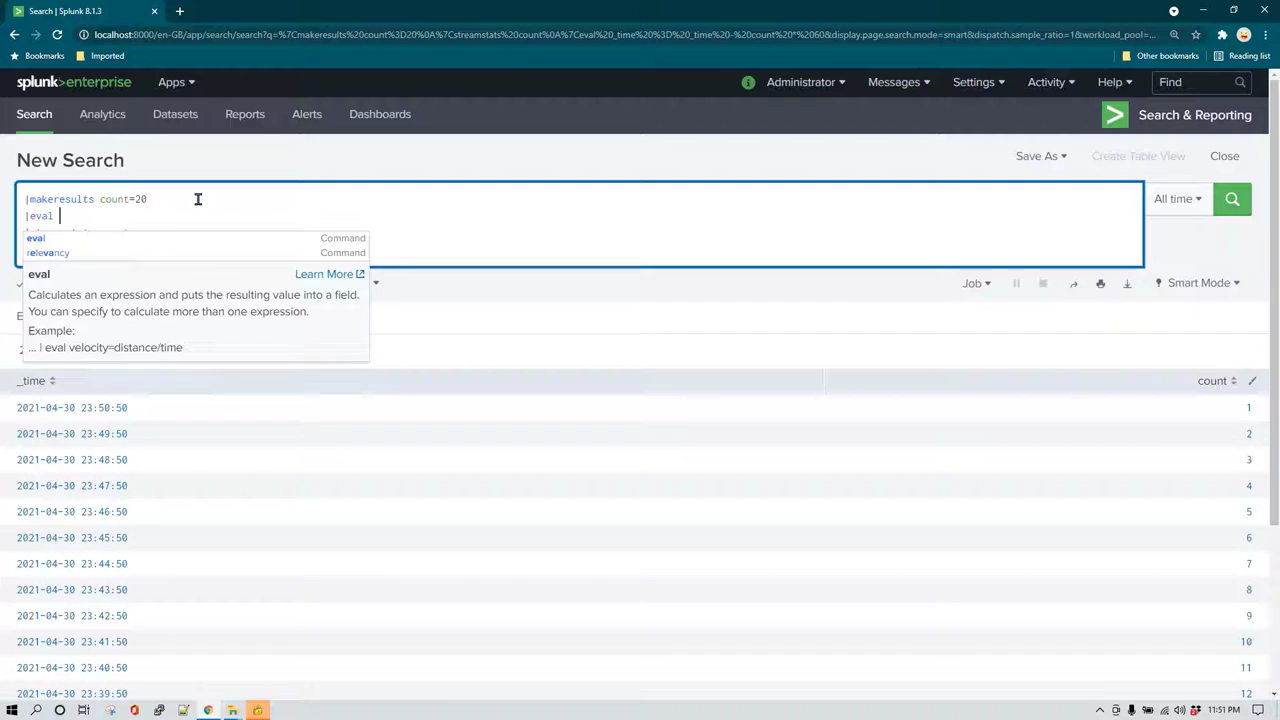 Search | Splunk 8.1.3
localhost:8000/en-GB/app/search/search?q=%7Cmakeresults count%3D20 %0A%7Cstreamstats count%0A%7Ceval _time %3D _time -%20count *%2060&display.page.search.mode=smart&dispatch.sample_ratio=1&workload_pool=...
Bookmarks Imported Other bookmarks Reading list
splunk>enterprise Apps Administrator Messages Settings Activity Help Find
Search Analytics Datasets Reports Alerts Dashboards Search & Reporting
New Search Save As Create Table View Close
|makeresults count=20
|eval
All time
eval Command
relevancy Command
eval Learn More
Calculates an expression and puts the resulting value into a field.
You can specify to calculate more than one expression.
Example:
... | eval velocity=distance/time
Job Smart Mode
E
2
_time count
2021-04-30 23:50:50 1
2021-04-30 23:49:50 2
2021-04-30 23:48:50 3
2021-04-30 23:47:50 4
2021-04-30 23:46:50 5
2021-04-30 23:45:50 6
2021-04-30 23:44:50 7
2021-04-30 23:43:50 8
2021-04-30 23:42:50 9
2021-04-30 23:41:50 10
2021-04-30 23:40:50 11
2021-04-30 23:39:50 12
11:51 PM